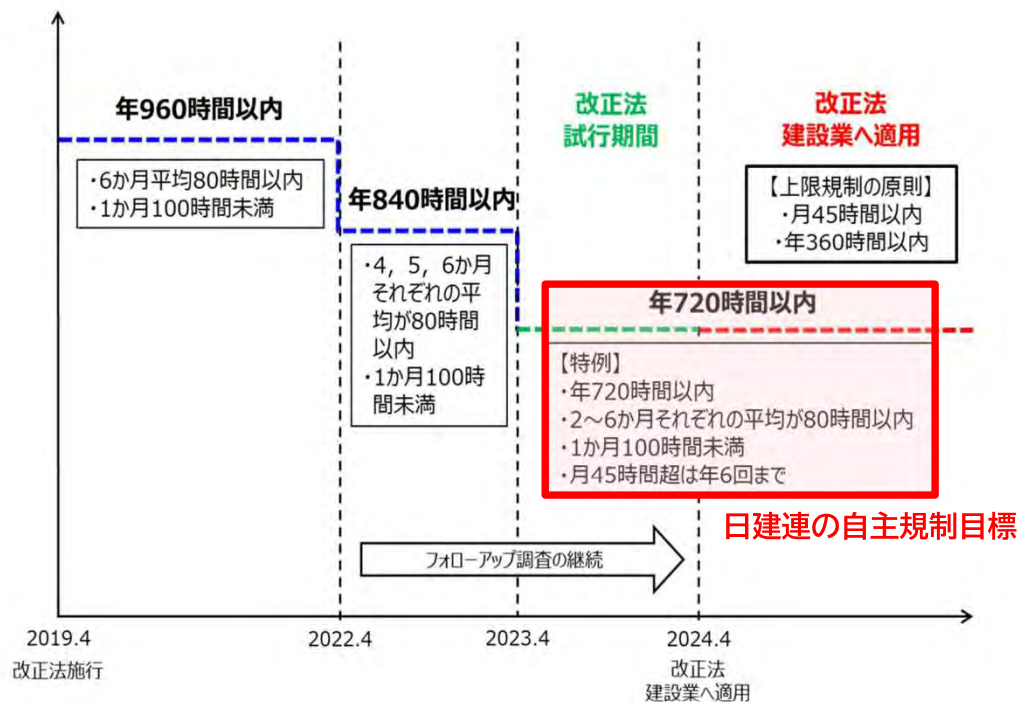 年960時間以内
・6か月平均80時間以内
・1か月100時間未満
年840時間以内
・4, 5, 6か月
それぞれの平
均が80時間
以内
・1か月100時
間未満
改正法
試行期間
改正法
建設業へ適用
【上限規制の原則】
・月45時間以内
・年360時間以内
年720時間以内
【特例】
・年720時間以内
・2～6か月それぞれの平均が80時間以内
・1か月100時間未満
・月45時間超は年6回まで
日建連の自主規制目標
フォローアップ調査の継続
2019.4
改正法施行
2022.4
2023.4
2024.4
改正法
建設業へ適用